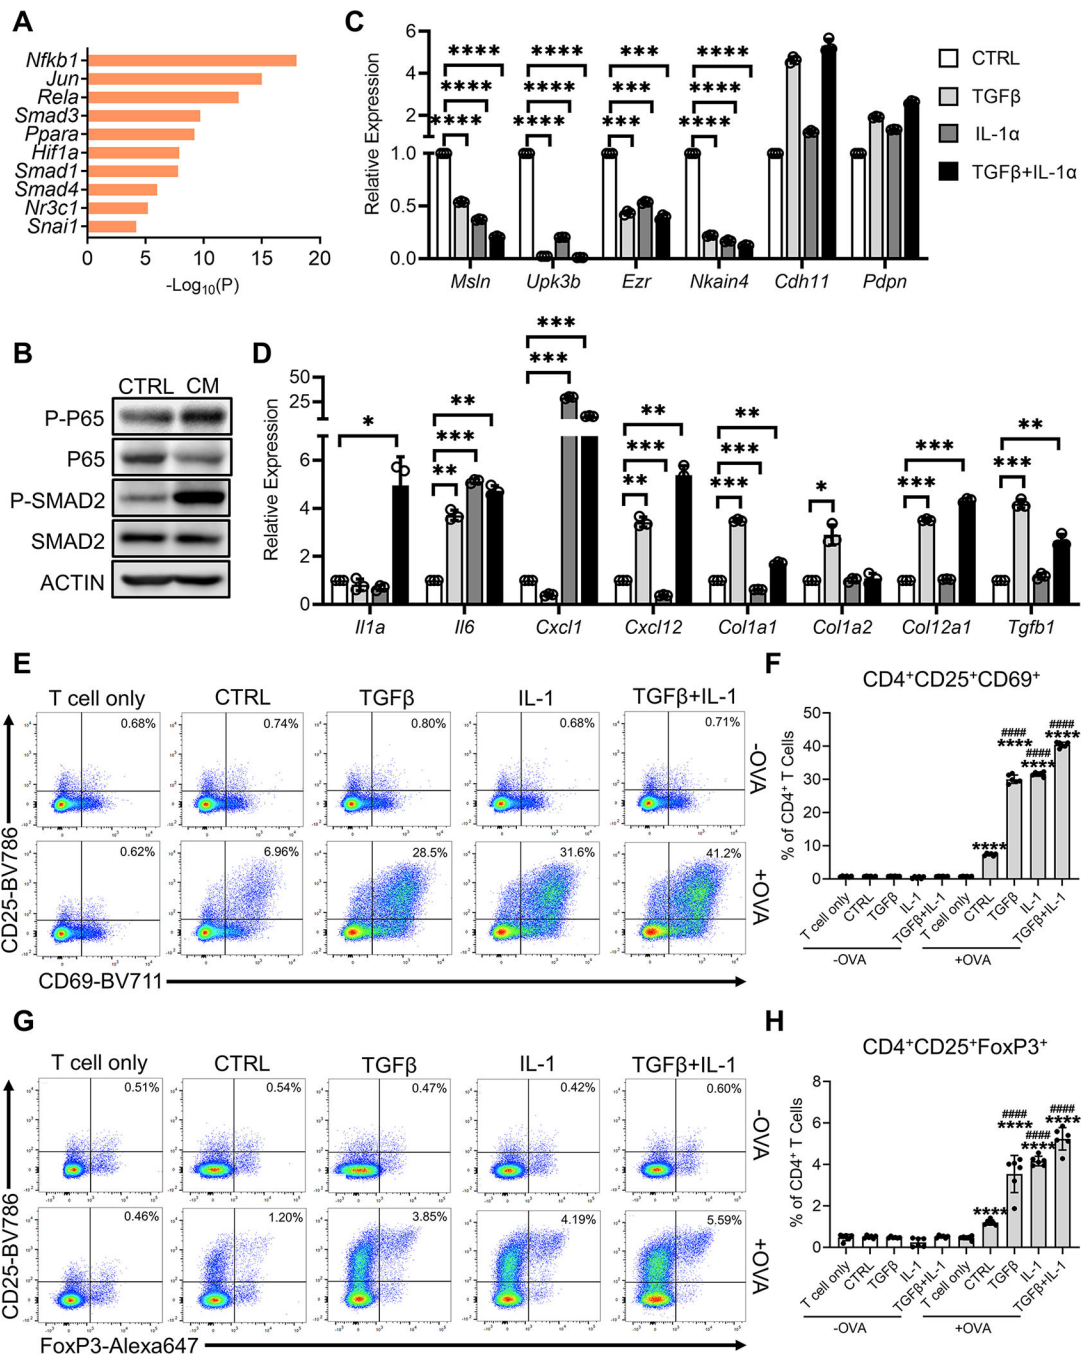 A
Nfkb1
Jun
Rela
Smad3
Ppara
Hif1a
Smad1
Smad4
Nr3c1
Snai1
0 5 10 15 20
-Log10(P)
C
Relative Expression
6
4
2
1.0
0.5
0.0
**** **** *** ****
**** **** *** ****
**** **** *** ****
Msln Upk3b Ezr Nkain4 Cdh11 Pdpn
CTRL
TGFβ
IL-1α
TGFβ+IL-1α
B
CTRL CM
P-P65
P65
P-SMAD2
SMAD2
ACTIN
D
Relative Expression
50
25
6
4
2
0
*
**
***
**
***
***
**
***
**
**
***
***
*
***
***
**
***
Il1a Il6 Cxcl1 Cxcl12 Col1a1 Col1a2 Col12a1 Tgfb1
E
T cell only CTRL TGFβ IL-1 TGFβ+IL-1
0.68% 0.74% 0.80% 0.68% 0.71%
-OVA
0.62% 6.96% 28.5% 31.6% 41.2%
+OVA
CD25-BV786
CD69-BV711
F
CD4+CD25+CD69+
% of CD4+ T Cells
50
40
30
20
10
0
****
####
****
####
****
####
****
T cell only CTRL TGFβ IL-1 TGFβ+IL-1 T cell only CTRL TGFβ IL-1 TGFβ+IL-1
-OVA +OVA
G
T cell only CTRL TGFβ IL-1 TGFβ+IL-1
0.51% 0.54% 0.47% 0.42% 0.60%
-OVA
0.46% 1.20% 3.85% 4.19% 5.59%
+OVA
CD25-BV786
FoxP3-Alexa647
H
CD4+CD25+FoxP3+
% of CD4+ T Cells
8
6
4
2
0
****
####
****
####
****
####
****
T cell only CTRL TGFβ IL-1 TGFβ+IL-1 T cell only CTRL TGFβ IL-1 TGFβ+IL-1
-OVA +OVA